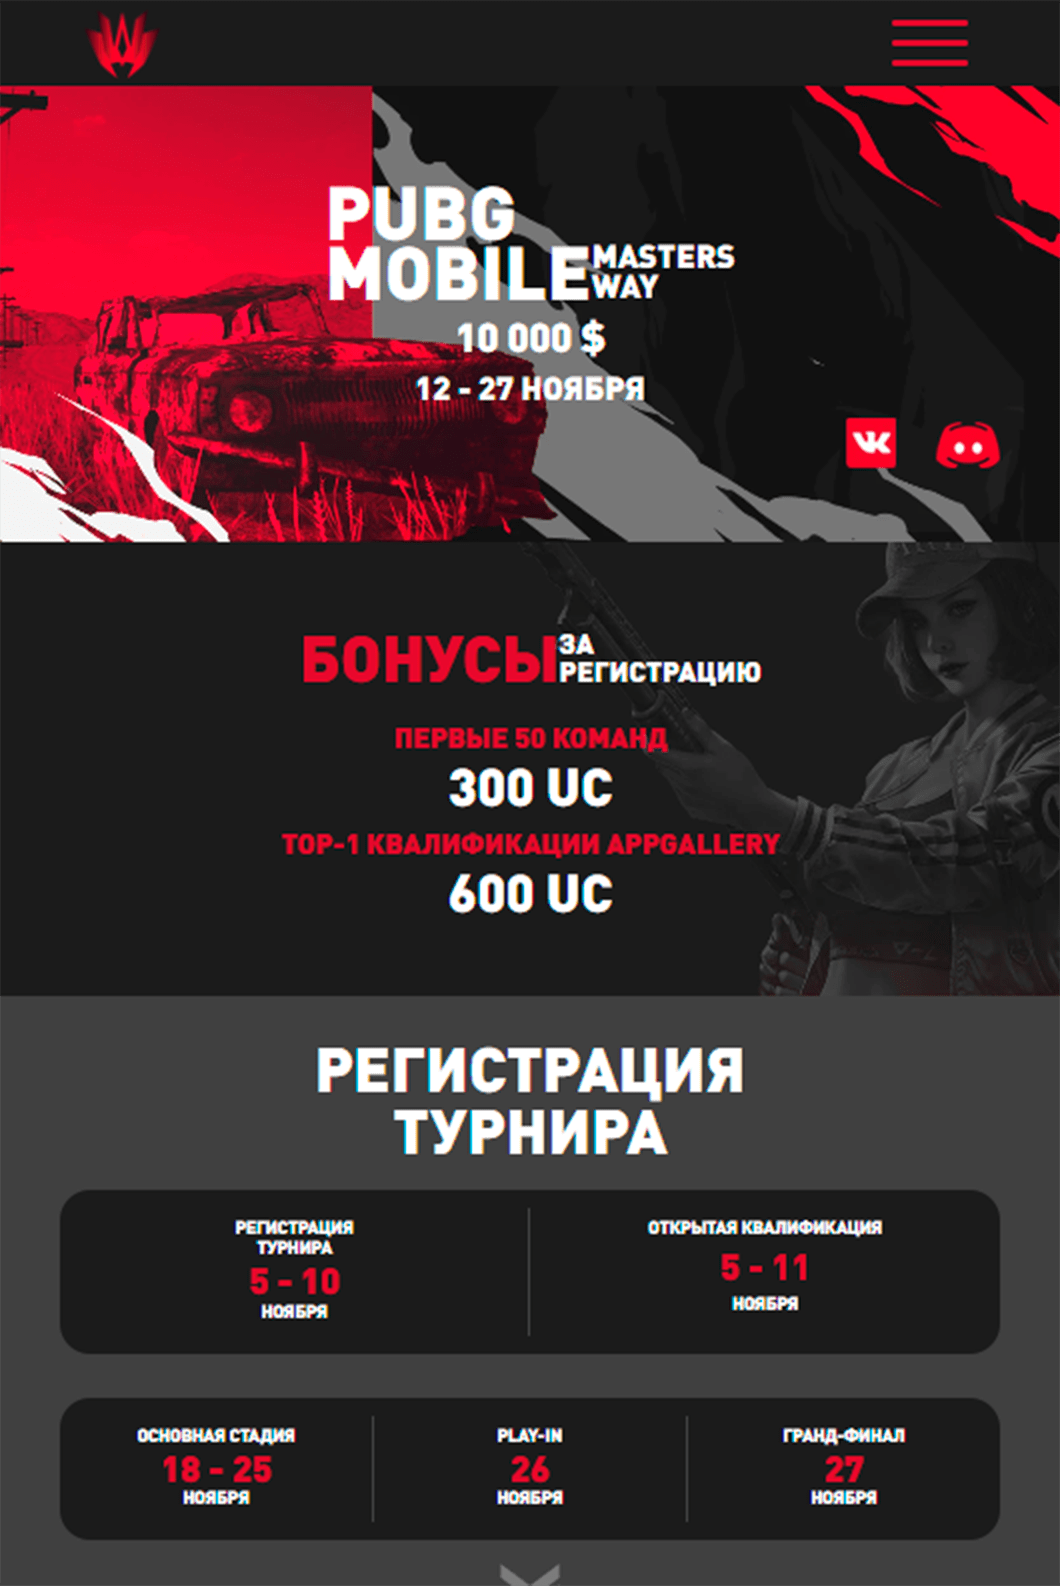 PUBG
MOBILE MASTERS
WAY
10 000 $
12 - 27 НОЯБРЯ
БОНУСЫ ЗА
РЕГИСТРАЦИЮ
ПЕРВЫЕ 50 КОМАНД
300 UC
TOP-1 КВАЛИФИКАЦИИ APPGALLERY
600 UC
РЕГИСТРАЦИЯ
ТУРНИРА
РЕГИСТРАЦИЯ
ТУРНИРА
5 - 10
НОЯБРЯ
ОТКРЫТАЯ КВАЛИФИКАЦИЯ
5 - 11
НОЯБРЯ
ОСНОВНАЯ СТАДИЯ
18 - 25
НОЯБРЯ
PLAY-IN
26
НОЯБРЯ
ГРАНД-ФИНАЛ
27
НОЯБРЯ